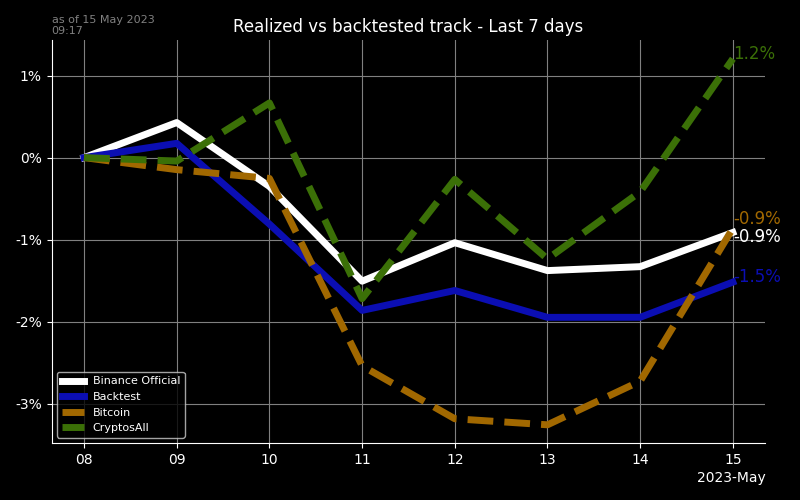 as of 15 May 2023
09:17
Realized vs backtested track - Last 7 days
1%
0%
-1%
-2%
-3%
1.2%
-0.9%
-0.9%
-1.5%
Binance Official
Backtest
Bitcoin
CryptosAll
08 09 10 11 12 13 14 15
2023-May